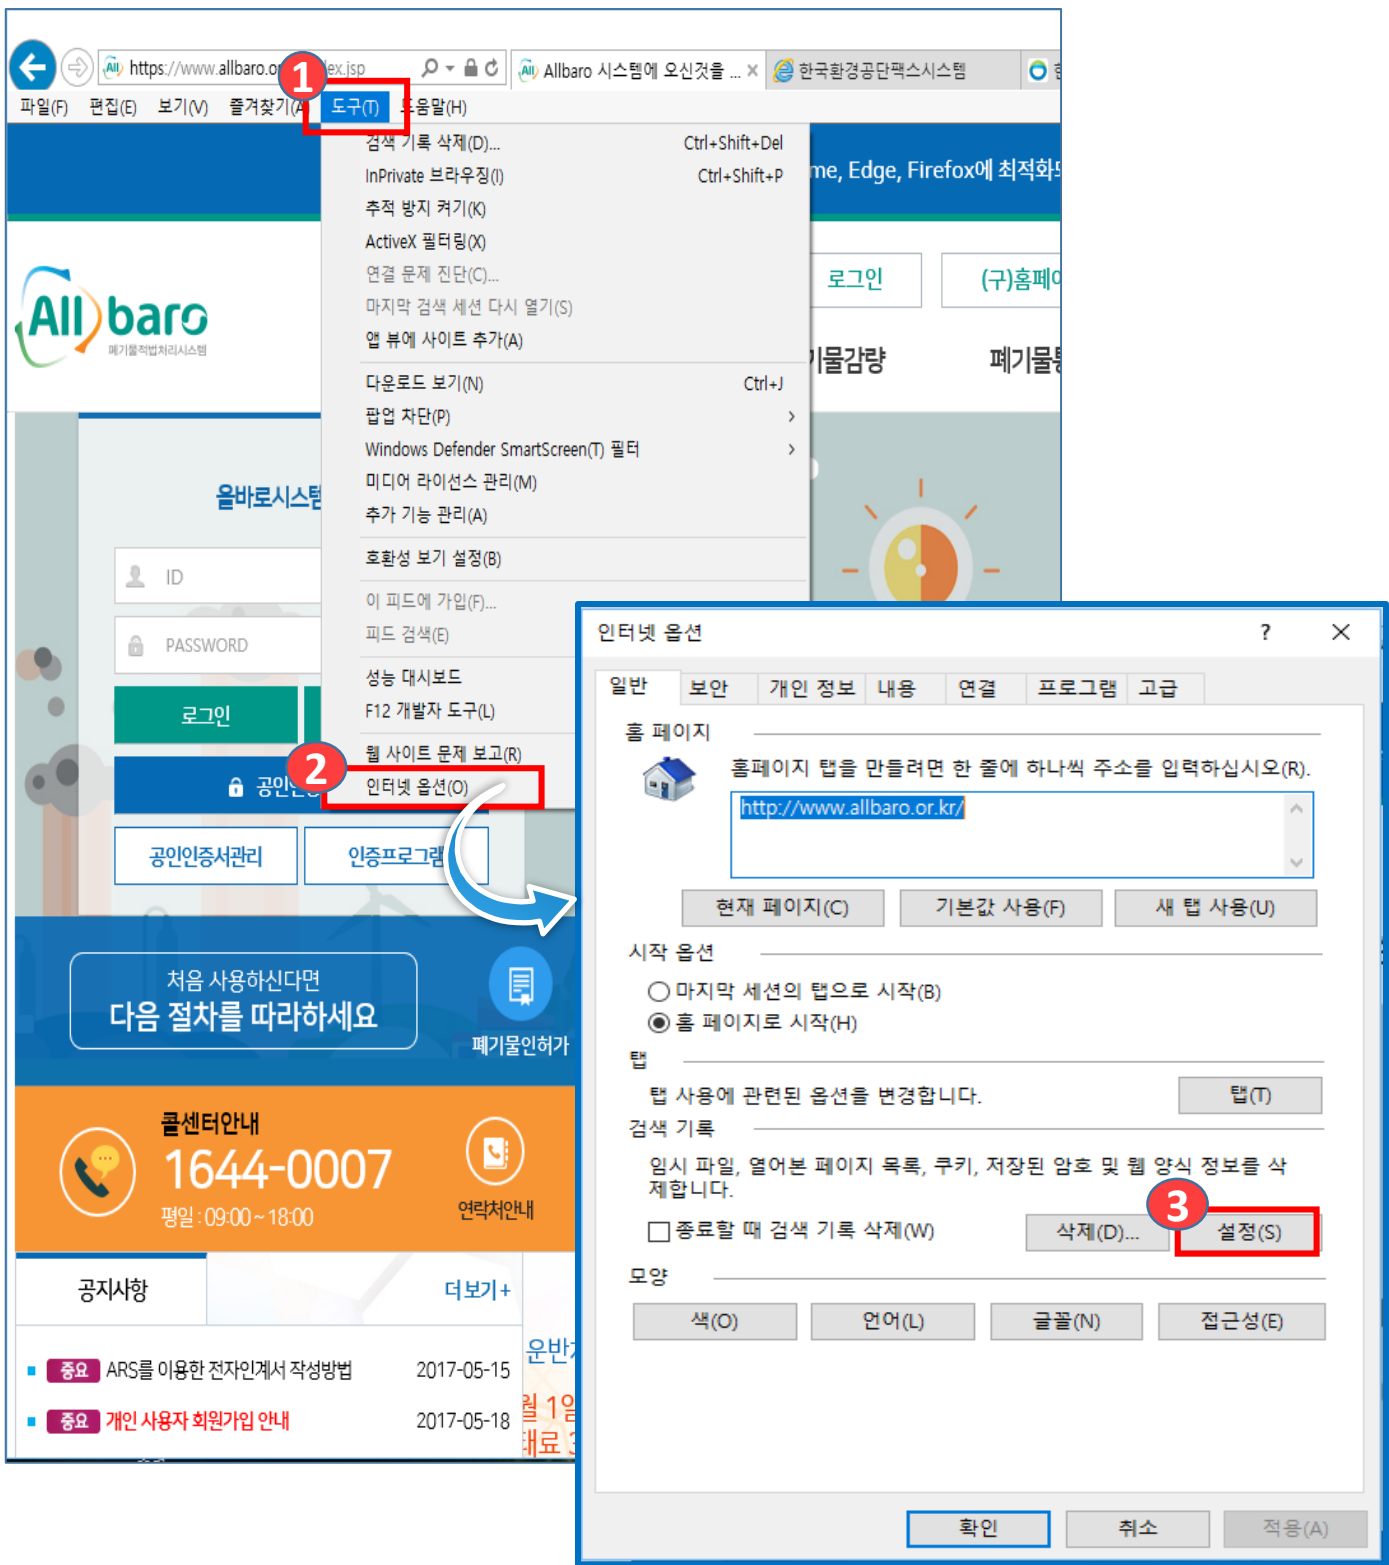 https://www.allbaro.or
ex.jsp
Allbaro 시스템에 오신것을 ...
한국환경공단팩스시스템
1
파일(F) 편집(E) 보기(V) 즐겨찾기(A 도구(T) 도움말(H)
검색 기록 삭제(D)... Ctrl+Shift+Del
InPrivate 브라우징(I) Ctrl+Shift+P
추적 방지 켜기(K)
ActiveX 필터링(X)
연결 문제 진단(C)...
마지막 검색 세션 다시 열기(S)
앱 뷰에 사이트 추가(A)
다운로드 보기(N) Ctrl+J
팝업 차단(P)
Windows Defender SmartScreen(T) 필터
미디어 라이선스 관리(M)
추가 기능 관리(A)
호환성 보기 설정(B)
이 피드에 가입(F)...
피드 검색(E)
성능 대시보드
F12 개발자 도구(L)
웹 사이트 문제 보고(R)
2
인터넷 옵션(O)
me, Edge, Firefox에 최적화
로그인 (구)홈페이
기물감량 폐기물
All baro
폐기물적법처리시스템
올바로시스템
ID
PASSWORD
로그인
공인인
공인인증서관리 인증프로그램
처음 사용하신다면
다음 절차를 따라하세요
폐기물인허가
콜센터안내
1644-0007
평일 : 09:00 ~ 18:00
연락처안내
공지사항 더보기+
중요 ARS를 이용한 전자인계서 작성방법 2017-05-15
중요 개인 사용자 회원가입 안내 2017-05-18
운반
월 1일
태료 3
인터넷 옵션 ?
일반 보안 개인 정보 내용 연결 프로그램 고급
홈 페이지
홈페이지 탭을 만들려면 한 줄에 하나씩 주소를 입력하십시오(R).
http://www.allbaro.or.kr/
현재 페이지(C) 기본값 사용(F) 새 탭 사용(U)
시작 옵션
마지막 세션의 탭으로 시작(B)
홈 페이지로 시작(H)
탭
탭 사용에 관련된 옵션을 변경합니다. 탭(T)
검색 기록
임시 파일, 열어본 페이지 목록, 쿠키, 저장된 암호 및 웹 양식 정보를 삭
제합니다.
3
종료할 때 검색 기록 삭제(W) 삭제(D)... 설정(S)
모양
색(O) 언어(L) 글꼴(N) 접근성(E)
확인 취소 적용(A)